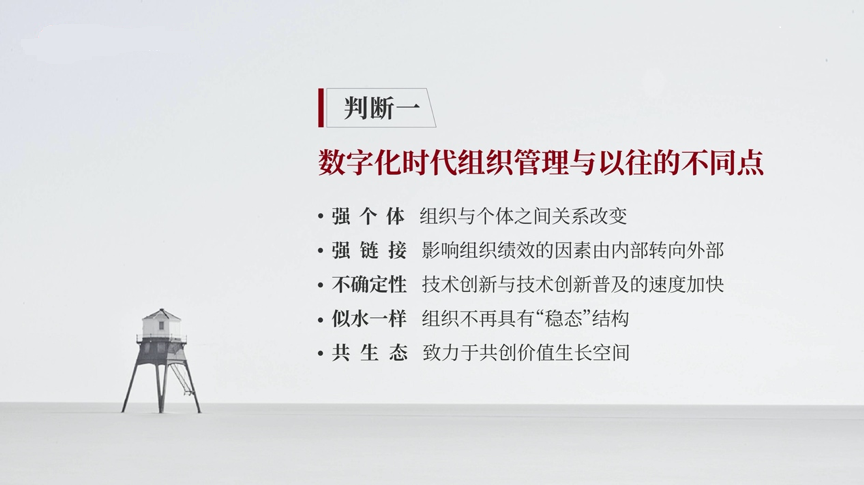 判断一
数字化时代组织管理与以往的不同点
• 强 个 体 组织与个体之间关系改变
• 强 链 接 影响组织绩效的因素由内部转向外部
• 不确定性 技术创新与技术创新普及的速度加快
• 似水一样 组织不再具有“稳态”结构
• 共 生 态 致力于共创价值生长空间